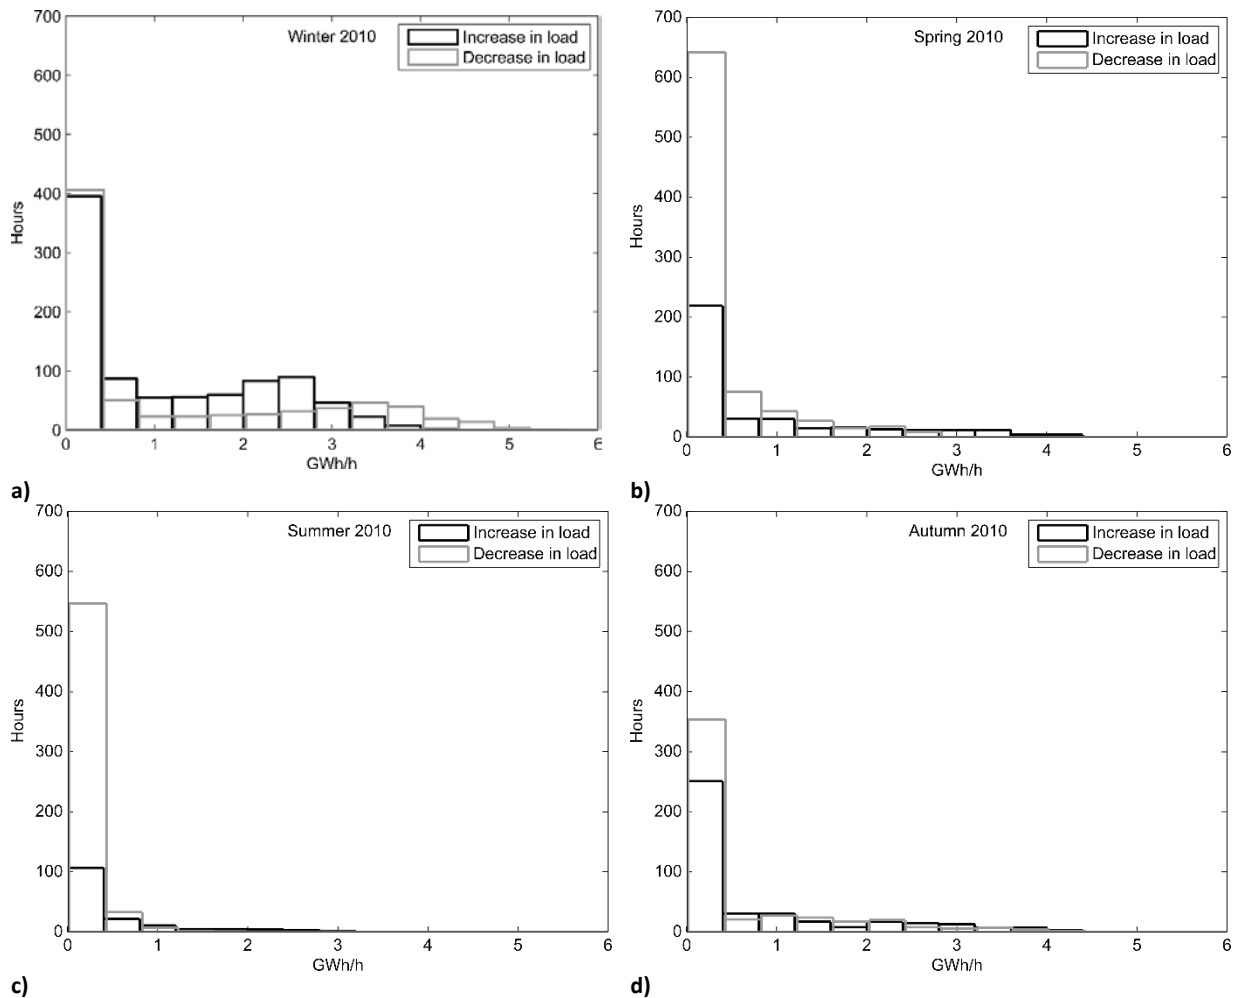 700
600
500
400
300
200
100
0
Hours
Winter 2010
Increase in load
Decrease in load
0 1 2 3 4 5 6
GWh/h
a)
700
600
500
400
300
200
100
0
Hours
Spring 2010
Increase in load
Decrease in load
0 1 2 3 4 5 6
GWh/h
b)
700
600
500
400
300
200
100
0
Hours
Summer 2010
Increase in load
Decrease in load
0 1 2 3 4 5 6
GWh/h
c)
700
600
500
400
300
200
100
0
Hours
Autumn 2010
Increase in load
Decrease in load
0 1 2 3 4 5 6
GWh/h
d)